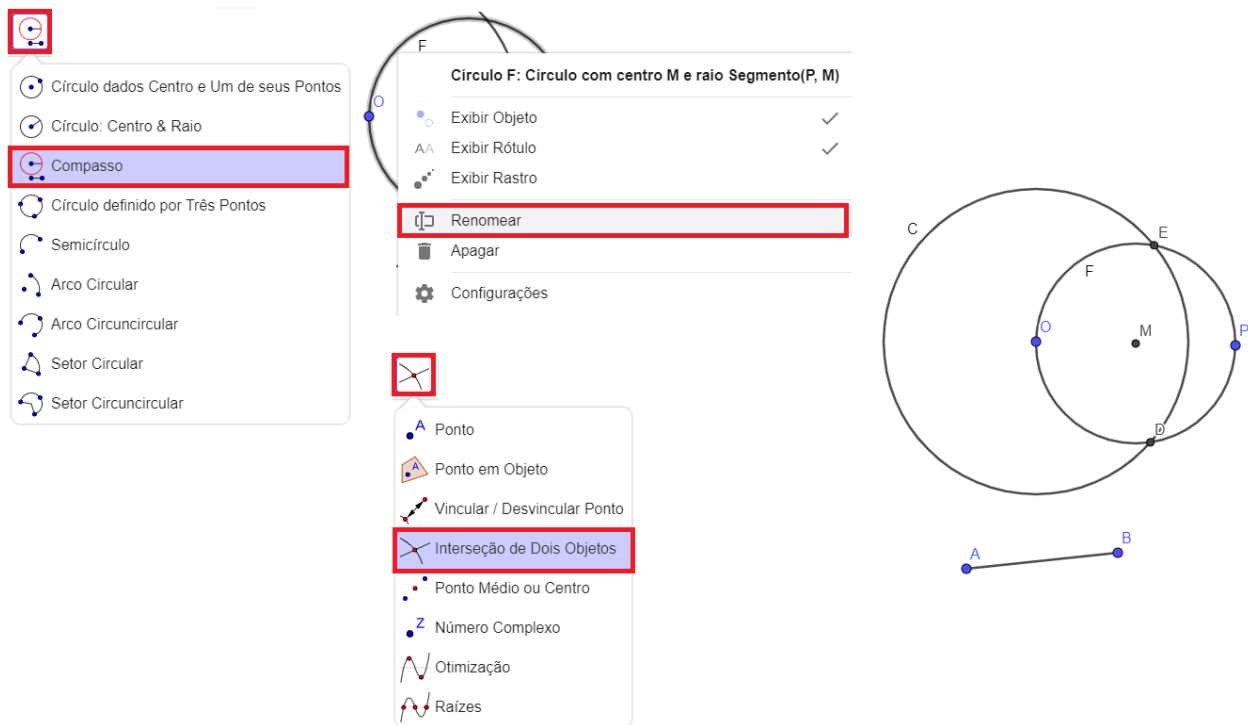 Círculo dados Centro e Um de seus Pontos
Círculo: Centro & Raio
Compasso
Círculo definido por Três Pontos
Semicírculo
Arco Circular
Arco Circuncircular
Setor Circular
Setor Circuncircular
F
O
Círculo F: Círculo com centro M e raio Segmento(P, M)
Exibir Objeto
AA Exibir Rótulo
Exibir Rastro
Renomear
Apagar
Configurações
A Ponto
A Ponto em Objeto
Vincular / Desvincular Ponto
Interseção de Dois Objetos
Ponto Médio ou Centro
Z Número Complexo
Otimização
Raízes
C
E
F
O
M
P
D
A
B